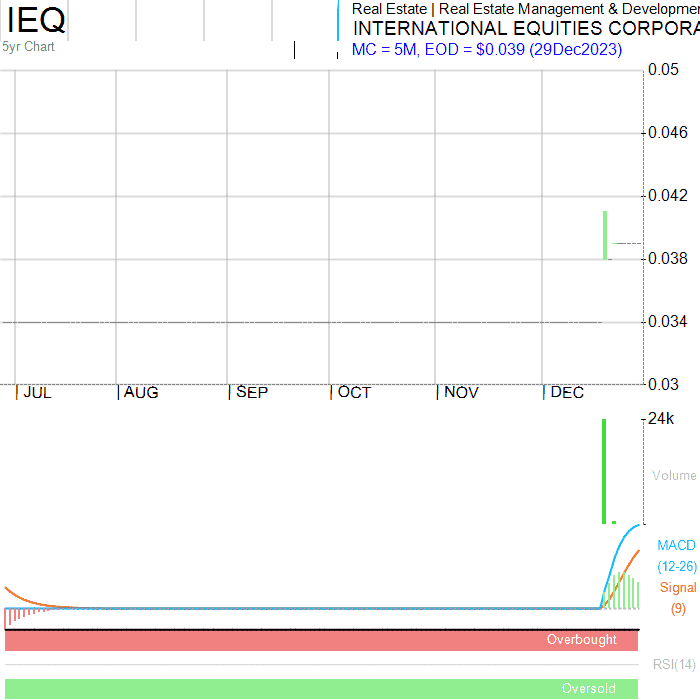 IEQ
Real Estate | Real Estate Management & Developmen
INTERNATIONAL EQUITIES CORPORA
5yr Chart
MC = 5M, EOD = $0.039 (29Dec2023)
0.05
0.046
0.042
0.038
0.034
0.03
JUL
AUG
SEP
OCT
NOV
DEC
24k
Volume
MACD
(12-26)
Signal
(9)
Overbought
RSI(14)
Oversold